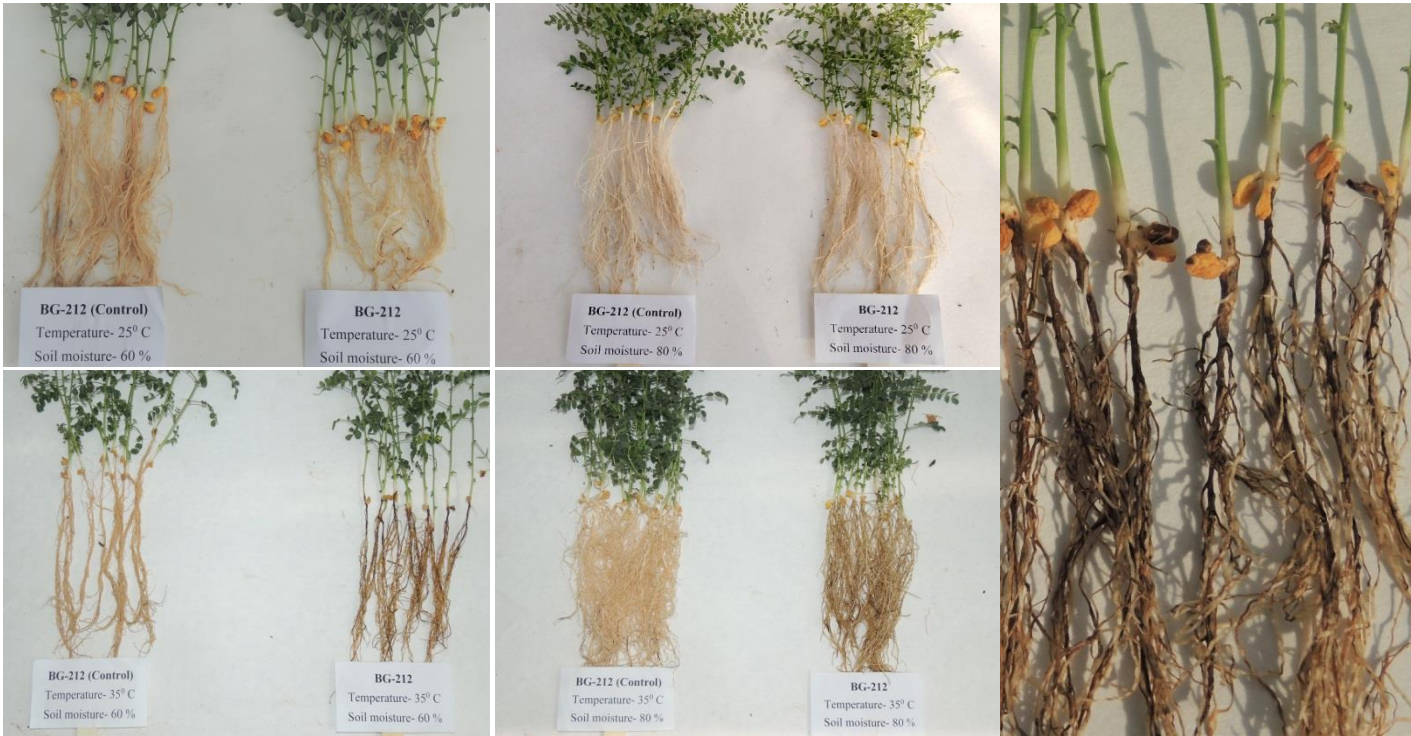 BG-212 (Control)
Temperature- 25⁰ C
Soil moisture- 60 %
BG-212
Temperature- 25⁰ C
Soil moisture- 60 %
BG-212 (Control)
Temperature- 25⁰ C
Soil moisture- 80 %
BG-212
Temperature- 25⁰ C
Soil moisture- 80 %
BG-212 (Control)
Temperature- 35⁰ C
Soil moisture- 60 %
BG-212
Temperature- 35⁰ C
Soil moisture- 60 %
BG-212 (Control)
Temperature- 35⁰ C
Soil moisture- 80 %
BG-212
Temperature- 35⁰ C
Soil moisture- 80 %